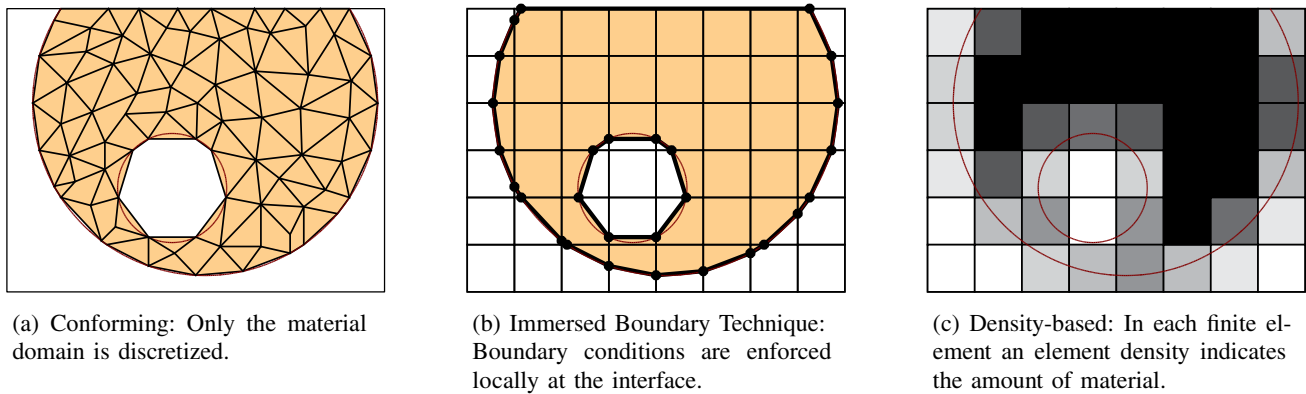 (a) Conforming: Only the material
domain is discretized.
(b) Immersed Boundary Technique:
Boundary conditions are enforced
locally at the interface.
(c) Density-based: In each finite el-
ement an element density indicates
the amount of material.